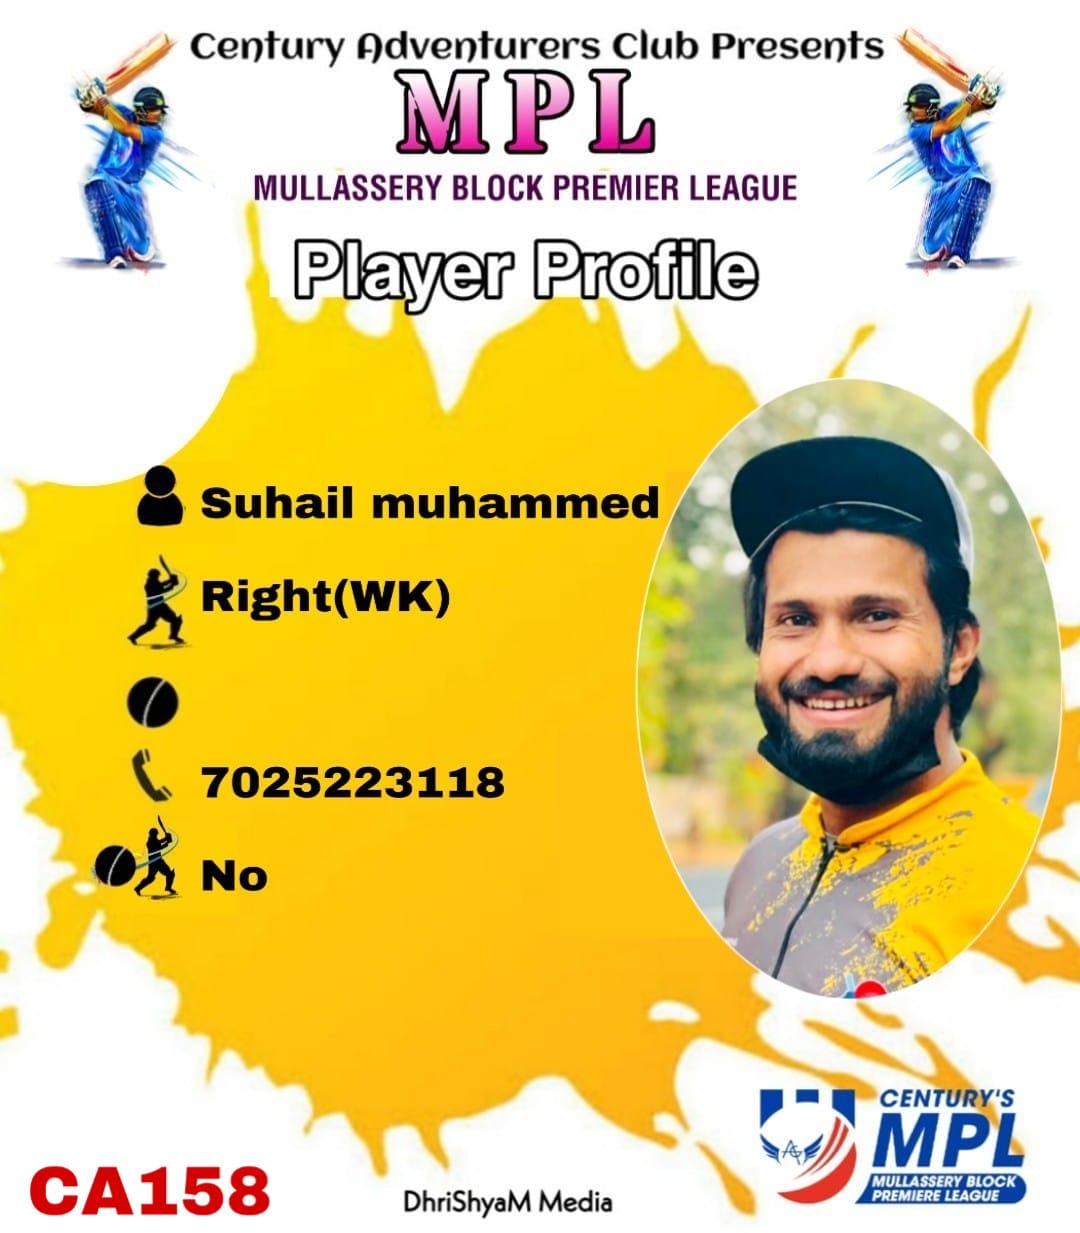 Century Adventurers Club Presents
MPL
MULLASSERY BLOCK PREMIER LEAGUE
Player Profile
Suhail muhammed
Right(WK)
7025223118
No
CENTURY'S
MPL
MULLASSERY BLOCK
PREMIERE LEAGUE
CA158
DhriShyaM Media